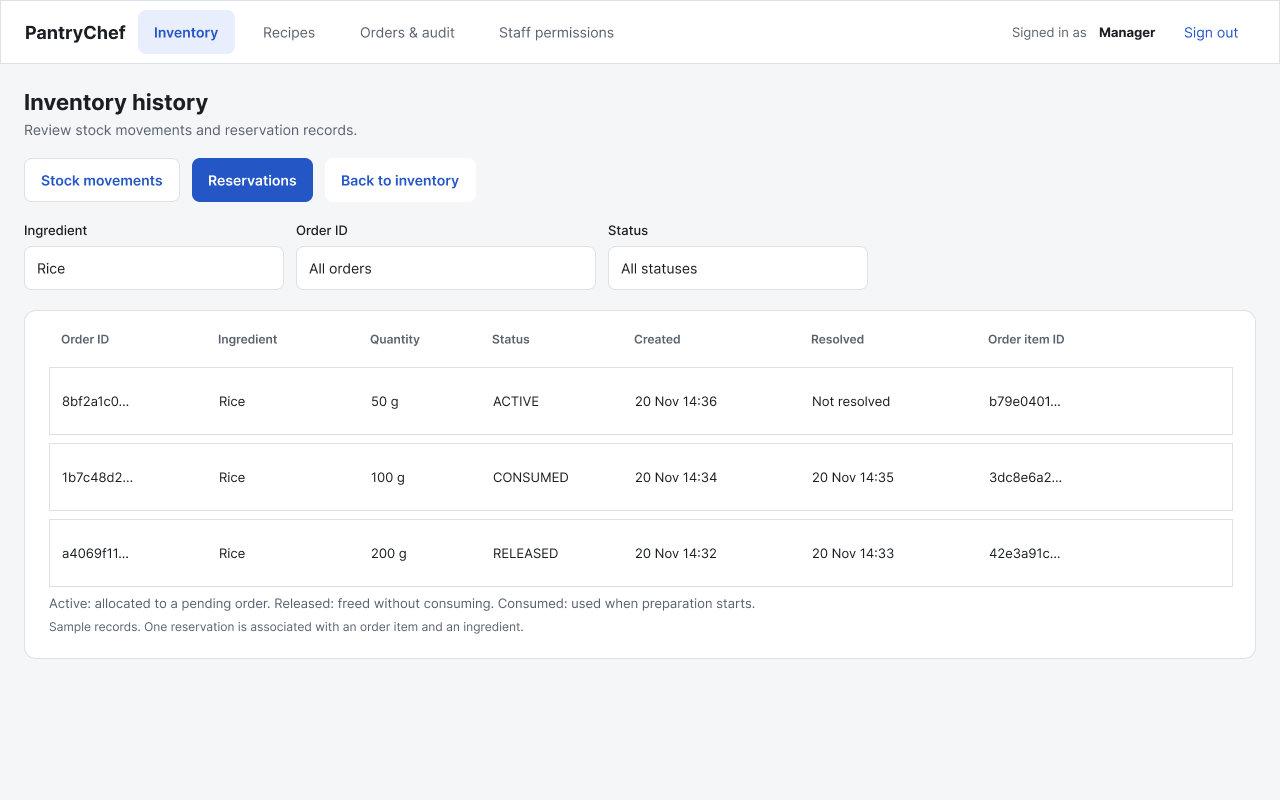 PantryChef Inventory Recipes Orders & audit Staff permissions Signed in as Manager Sign out
Inventory history
Review stock movements and reservation records.
Stock movements Reservations Back to inventory
Ingredient Order ID Status
Rice All orders All statuses
Order ID Ingredient Quantity Status Created Resolved Order item ID
8bf2a1c0... Rice 50 g ACTIVE 20 Nov 14:36 Not resolved b79e0401...
1b7c48d2... Rice 100 g CONSUMED 20 Nov 14:34 20 Nov 14:35 3dc8e6a2...
a4069f11... Rice 200 g RELEASED 20 Nov 14:32 20 Nov 14:33 42e3a91c...
Active: allocated to a pending order. Released: freed without consuming. Consumed: used when preparation starts.
Sample records. One reservation is associated with an order item and an ingredient.